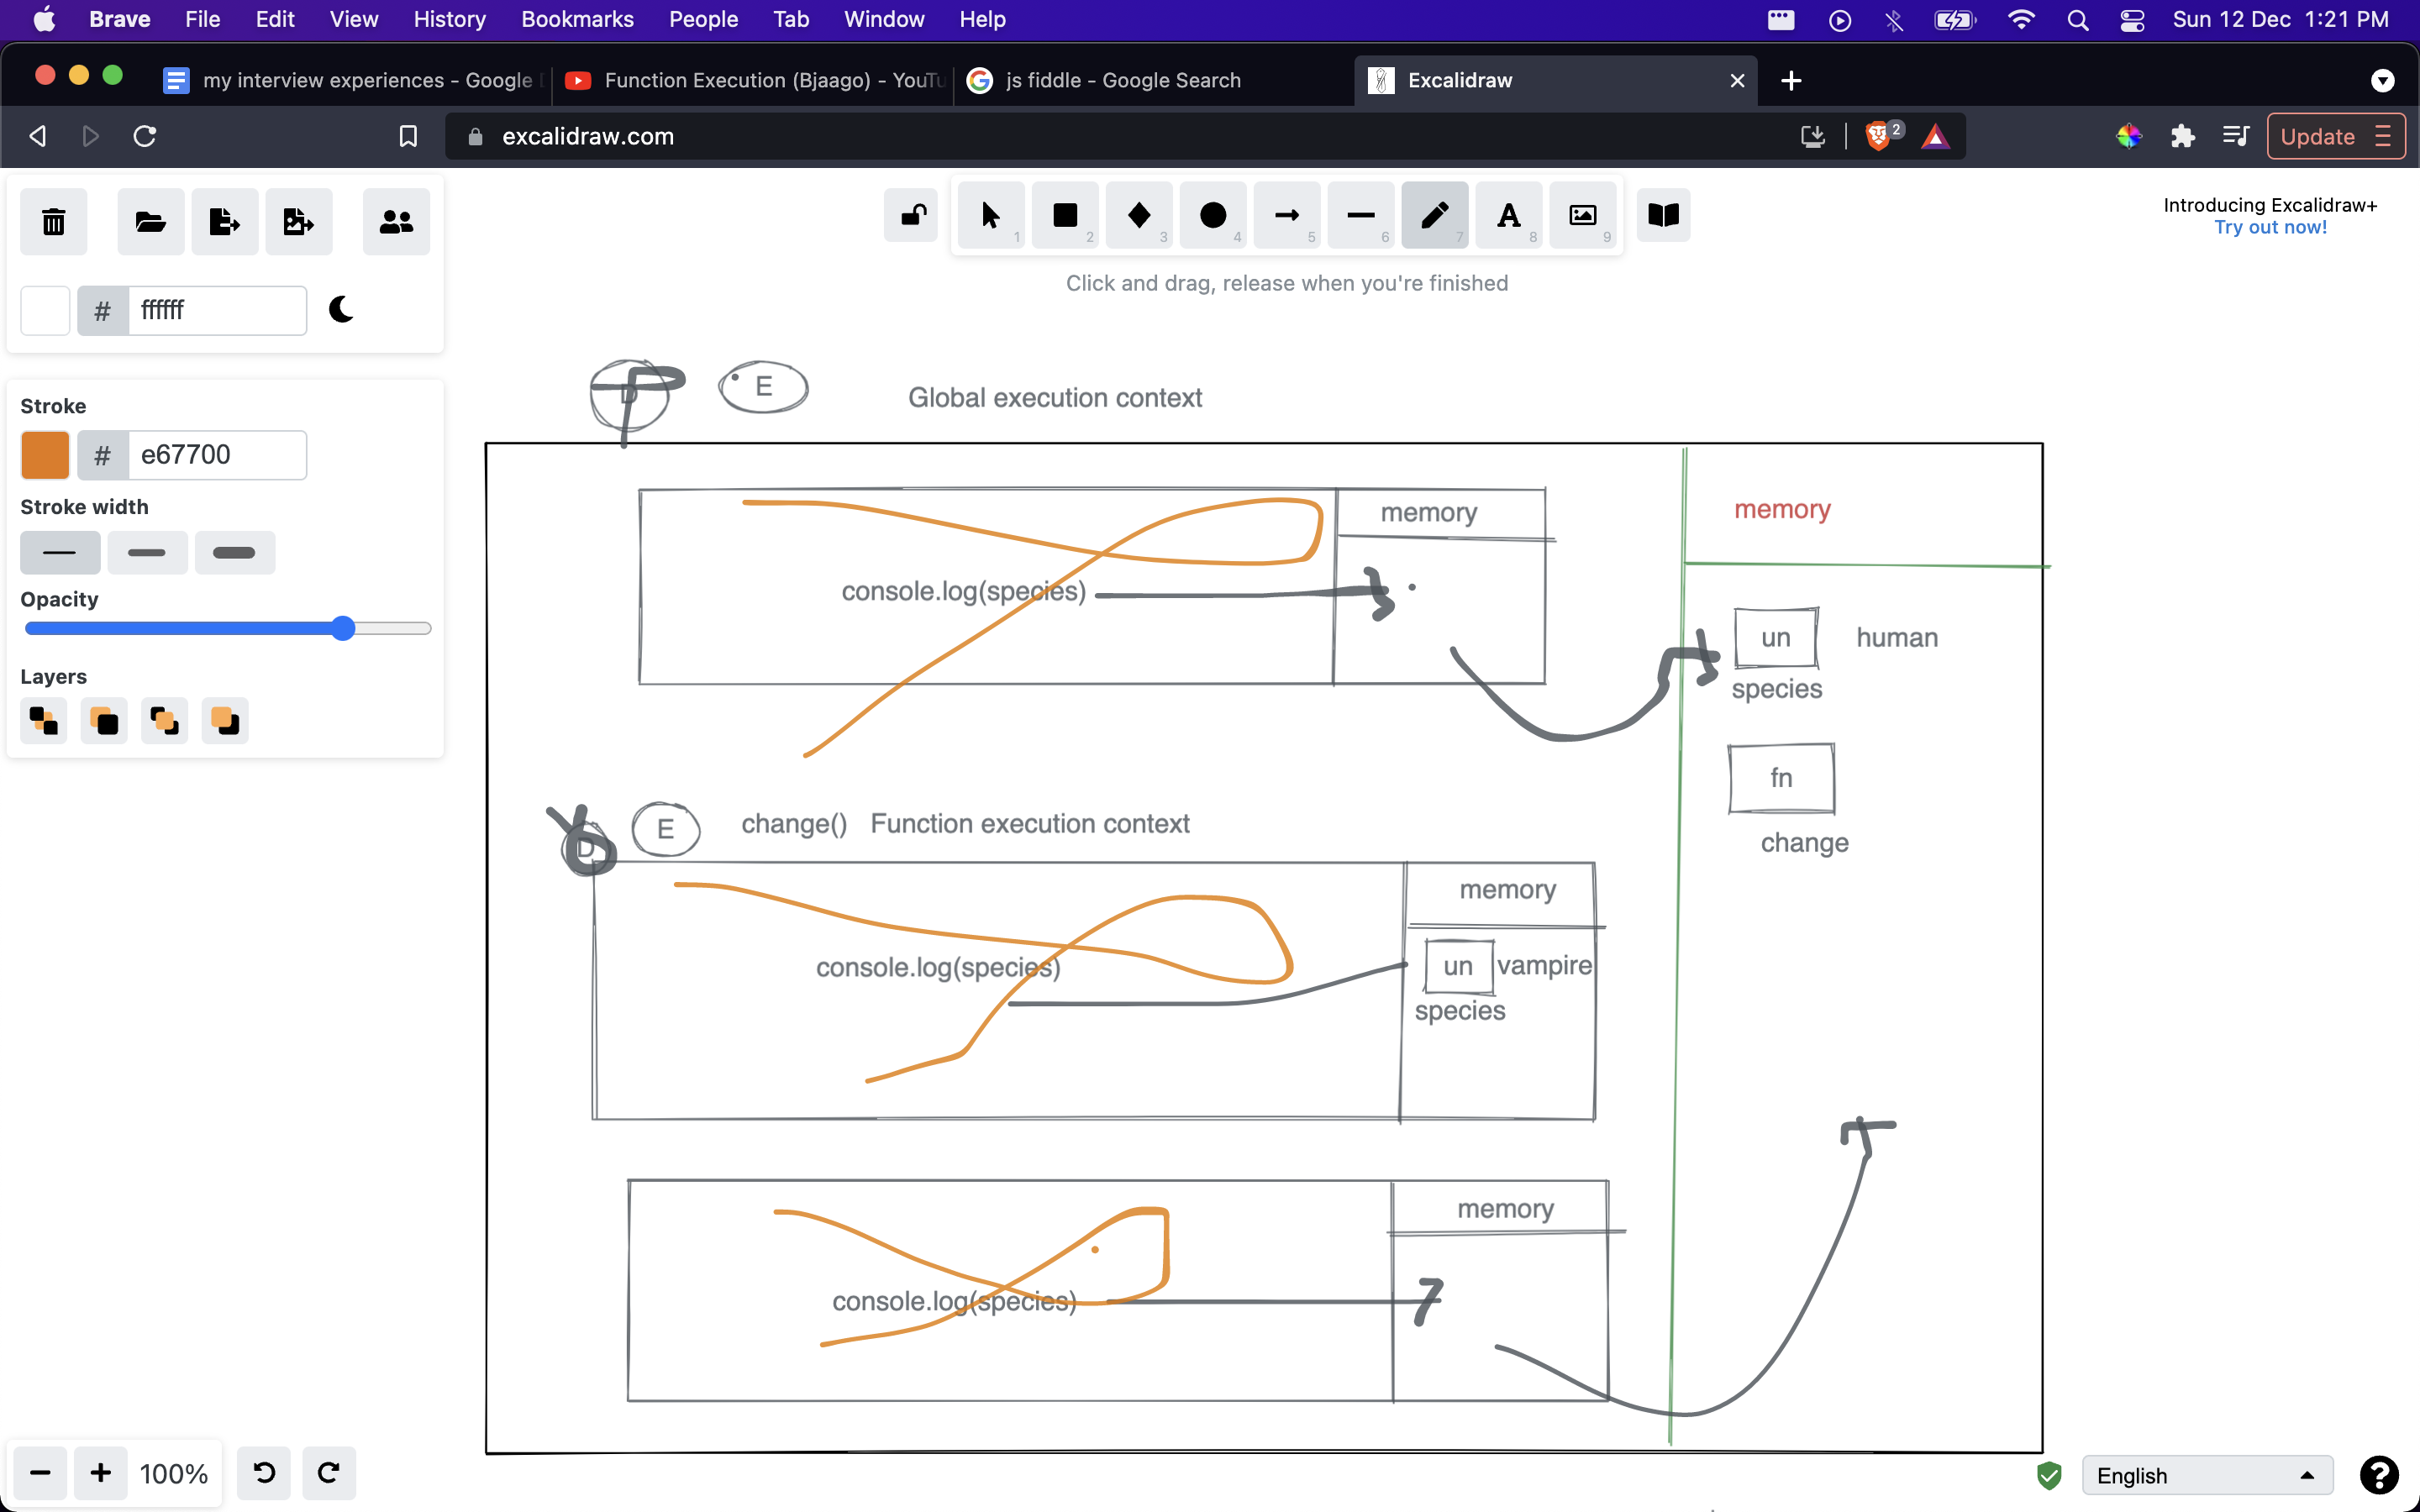 Brave File Edit View History Bookmarks People Tab Window Help Sun 12 Dec 1:21 PM
my interview experiences - Google Function Execution (Bjaago) - YouTu js fiddle - Google Search Excalidraw
excalidraw.com 2 Update
1 2 3 4 5 6 7 A 8 9
Introducing Excalidraw+
Try out now!
Click and drag, release when you're finished
# ffffff
Stroke
# e67700
Stroke width
Opacity
Layers
D E Global execution context
memory
memory
console.log(species)
un human
species
fn
change
D E change() Function execution context
memory
console.log(species)
un vampire
species
memory
console.log(species)
100%
English
?